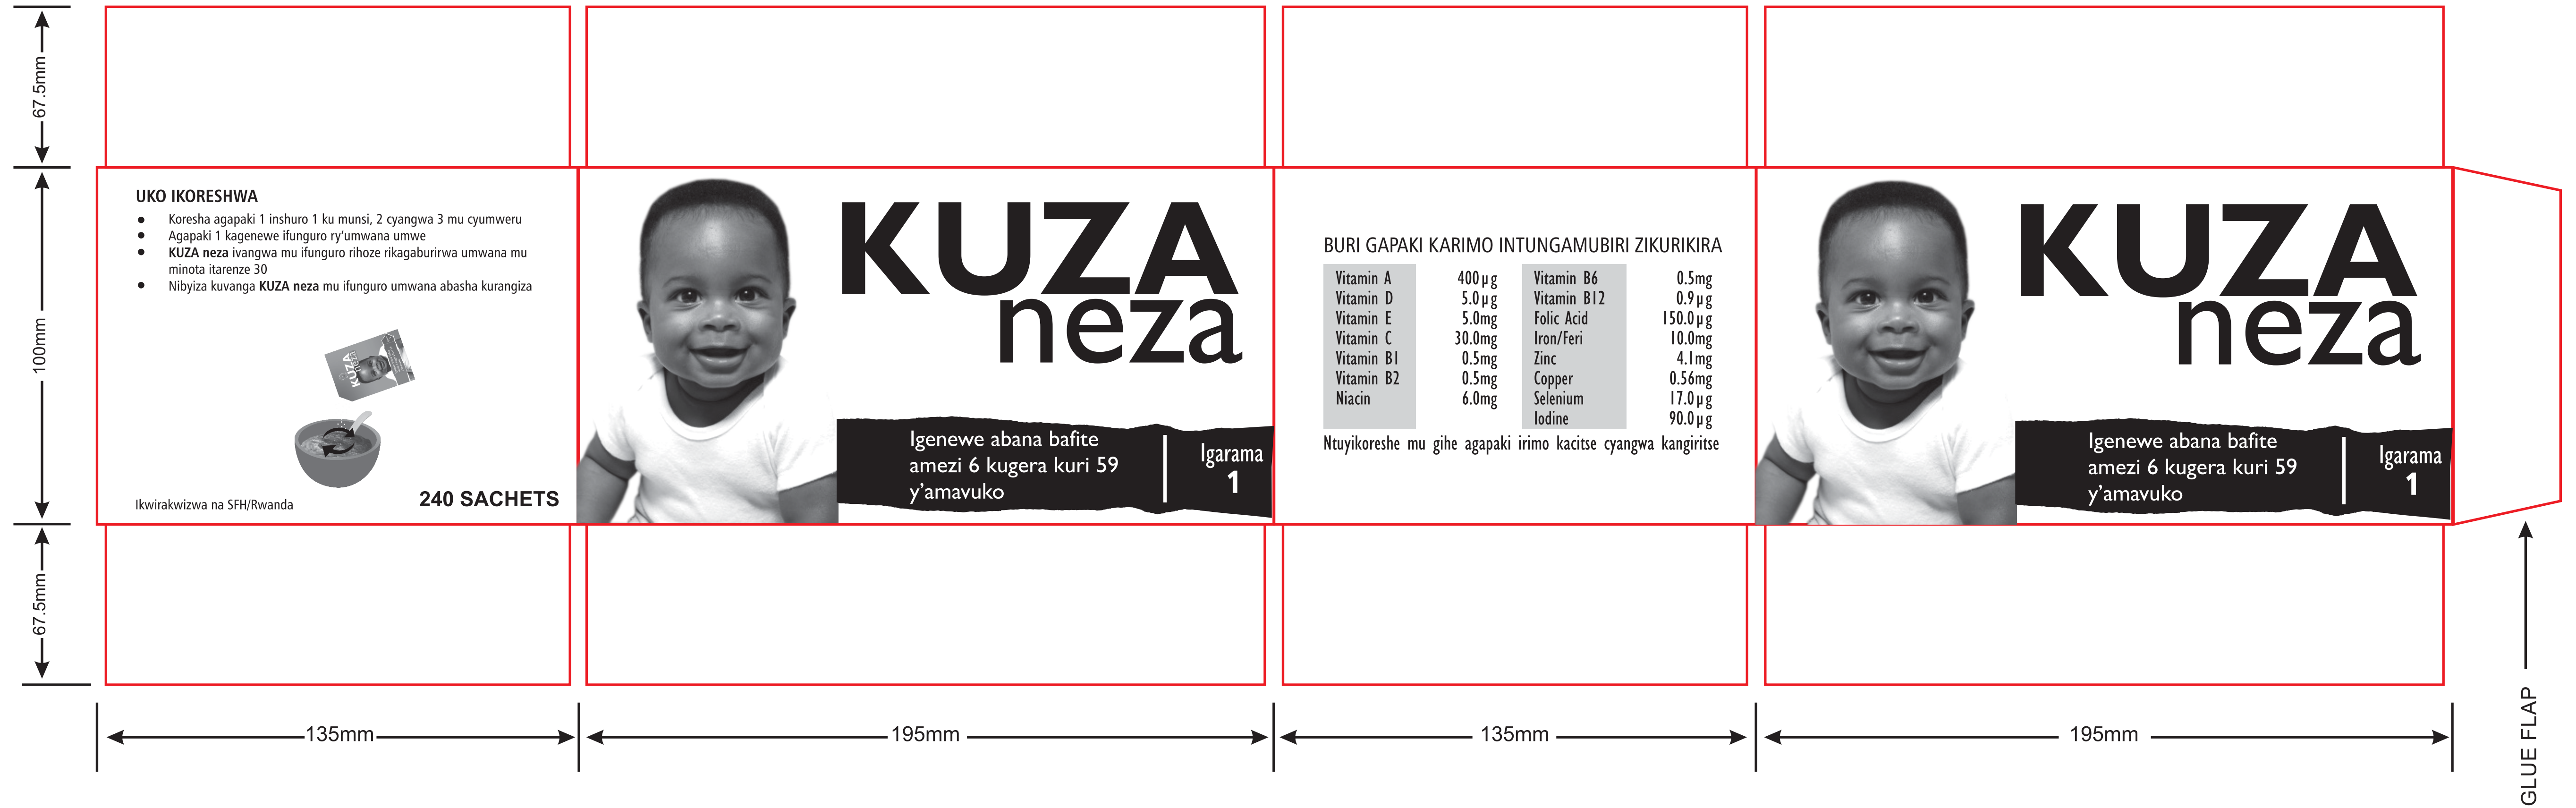 67.5mm
100mm
67.5mm
UKO IKORESHWA
● Koresha agapaki 1 inshuro 1 ku munsi, 2 cyangwa 3 mu cyumweru
● Agapaki 1 kagenewe ifunguro ry’umwana umwe
● KUZA neza ivangwa mu ifunguro rihoze rikagaburirwa umwana mu
minota itarenze 30
● Nibyiza kuvanga KUZA neza mu ifunguro umwana abasha kurangiza
KUZA
neza
Ikwirakwizwa na SFH/Rwanda
240 SACHETS
KUZA
neza
Igenewe abana bafite
amezi 6 kugera kuri 59
y’amavuko
Igarama
1
BURI GAPAKI KARIMO INTUNGAMUBIRI ZIKURIKIRA
Vitamin A 400µg Vitamin B6 0.5mg
Vitamin D 5.0µg Vitamin B12 0.9µg
Vitamin E 5.0mg Folic Acid 150.0µg
Vitamin C 30.0mg Iron/Feri 10.0mg
Vitamin B1 0.5mg Zinc 4.1mg
Vitamin B2 0.5mg Copper 0.56mg
Niacin 6.0mg Selenium 17.0µg
Iodine 90.0µg
Ntuyikoreshe mu gihe agapaki irimo kacitse cyangwa kangiritse
KUZA
neza
Igenewe abana bafite
amezi 6 kugera kuri 59
y’amavuko
Igarama
1
135mm
195mm
135mm
195mm
GLUE FLAP